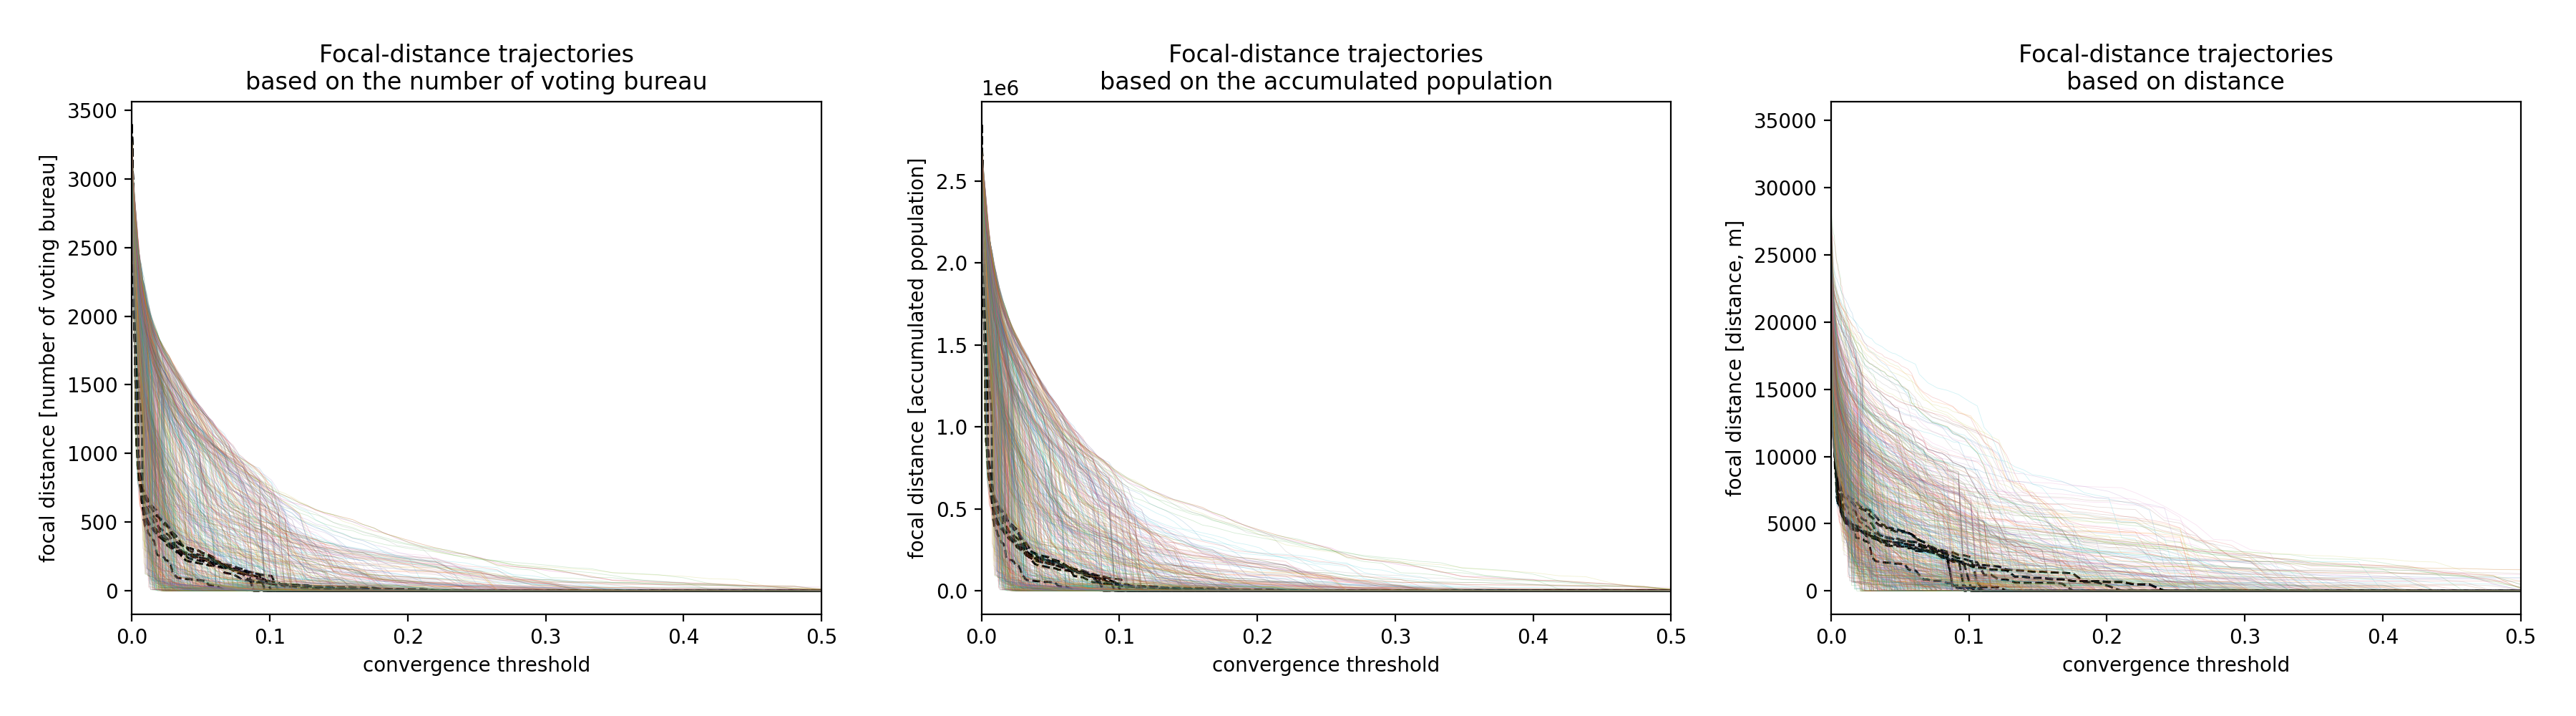 Focal-distance trajectories
based on the number of voting bureau
focal distance [number of voting bureau]
3500
3000
2500
2000
1500
1000
500
0
0.0 0.1 0.2 0.3 0.4 0.5
convergence threshold
Focal-distance trajectories
based on the accumulated population
1e6
focal distance [accumulated population]
2.5
2.0
1.5
1.0
0.5
0.0
0.0 0.1 0.2 0.3 0.4 0.5
convergence threshold
Focal-distance trajectories
based on distance
focal distance [distance, m]
35000
30000
25000
20000
15000
10000
5000
0
0.0 0.1 0.2 0.3 0.4 0.5
convergence threshold